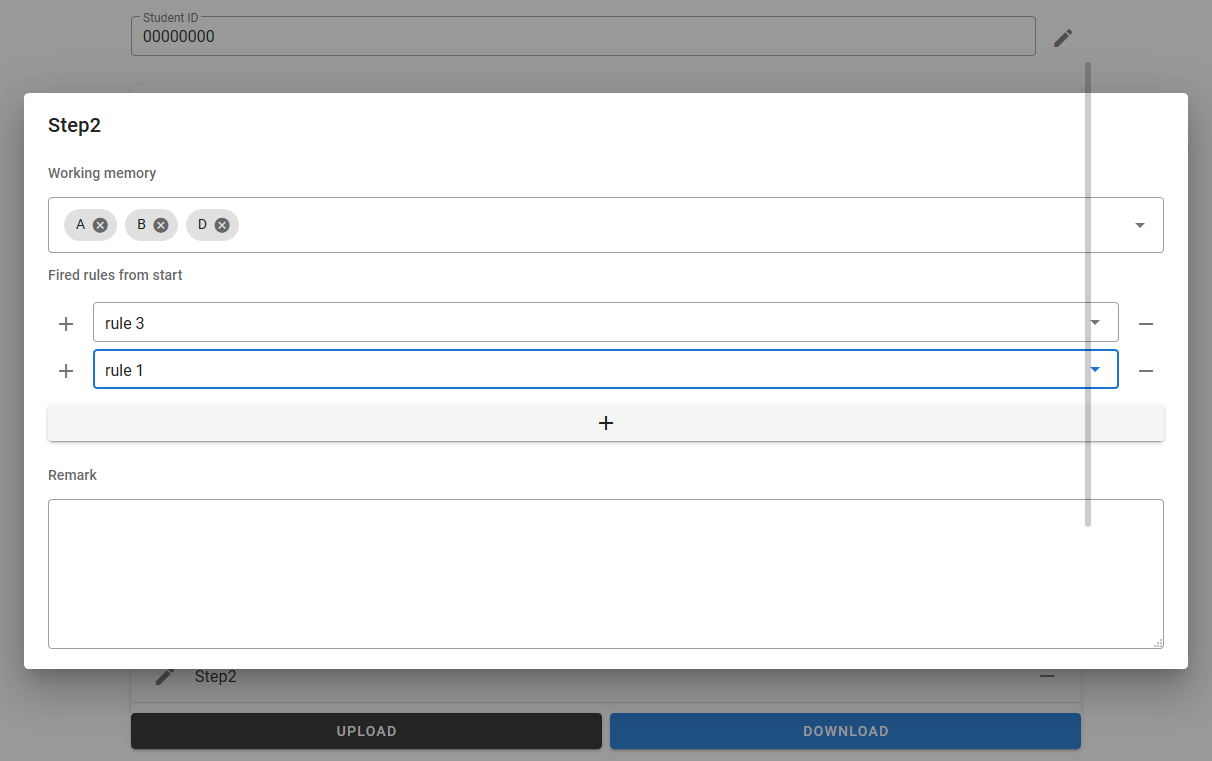 Student ID
00000000
Step2
Working memory
A B D
Fired rules from start
rule 3
rule 1
Remark
Step2
UPLOAD DOWNLOAD